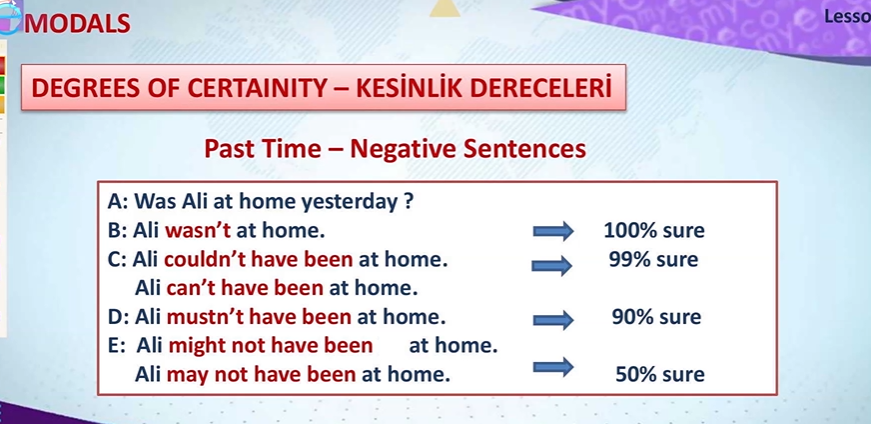 MODALS
Lesso
DEGREES OF CERTAINITY – KESİNLİK DERECELERİ
Past Time – Negative Sentences
A: Was Ali at home yesterday ?
B: Ali wasn't at home. 100% sure
C: Ali couldn't have been at home. 99% sure
Ali can't have been at home.
D: Ali mustn't have been at home. 90% sure
E: Ali might not have been at home.
Ali may not have been at home. 50% sure